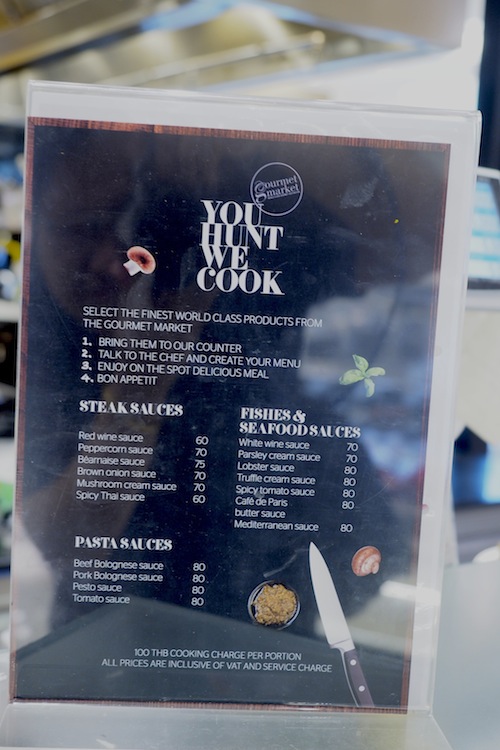 Gourmet
market
YOU
HUNT
WE
COOK
SELECT THE FINEST WORLD CLASS PRODUCTS FROM
THE GOURMET MARKET
1. BRING THEM TO OUR COUNTER
2. TALK TO THE CHEF AND CREATE YOUR MENU
3. ENJOY ON THE SPOT DELICIOUS MEAL
4. BON APPETIT
STEAK SAUCES
Red wine sauce 60
Peppercorn sauce 70
Béarnaise sauce 75
Brown onion sauce 70
Mushroom cream sauce 70
Spicy Thai sauce 60
FISHES &
SEAFOOD SAUCES
White wine sauce 70
Parsley cream sauce 70
Lobster sauce 80
Truffle cream sauce 80
Spicy tomato sauce 80
Café de Paris 80
butter sauce
Mediterranean sauce 80
PASTA SAUCES
Beef Bolognese sauce 80
Pork Bolognese sauce 80
Pesto sauce 80
Tomato sauce 80
100 THB COOKING CHARGE PER PORTION
ALL PRICES ARE INCLUSIVE OF VAT AND SERVICE CHARGE